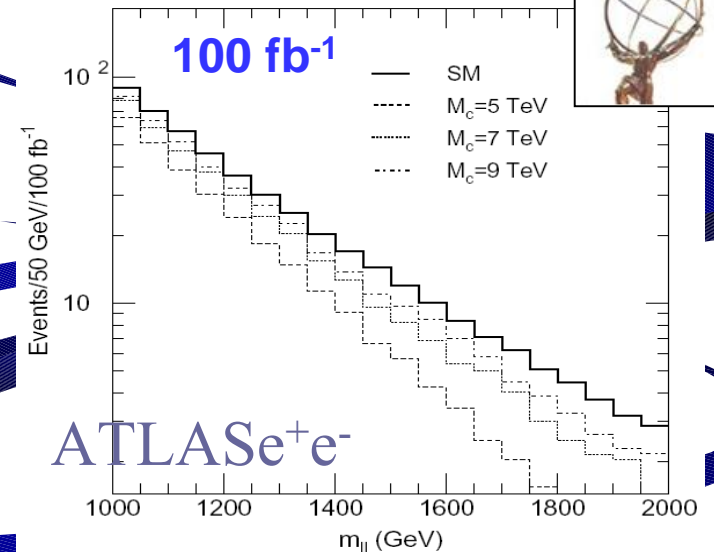 100 fb-1
SM
Mc=5 TeV
Mc=7 TeV
Mc=9 TeV
Events/50 GeV/100 fb-1
10 2
10
ATLASe+e-
1000 1200 1400 1600 1800 2000
mll (GeV)